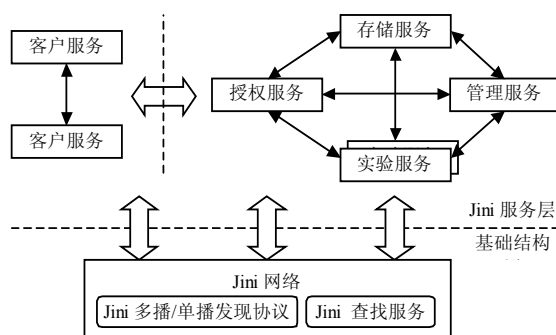 客户服务
存储服务
授权服务
管理服务
客户服务
实验服务
Jini 服务层
基础结构
Jini 网络
Jini 多播/单播发现协议
Jini 查找服务